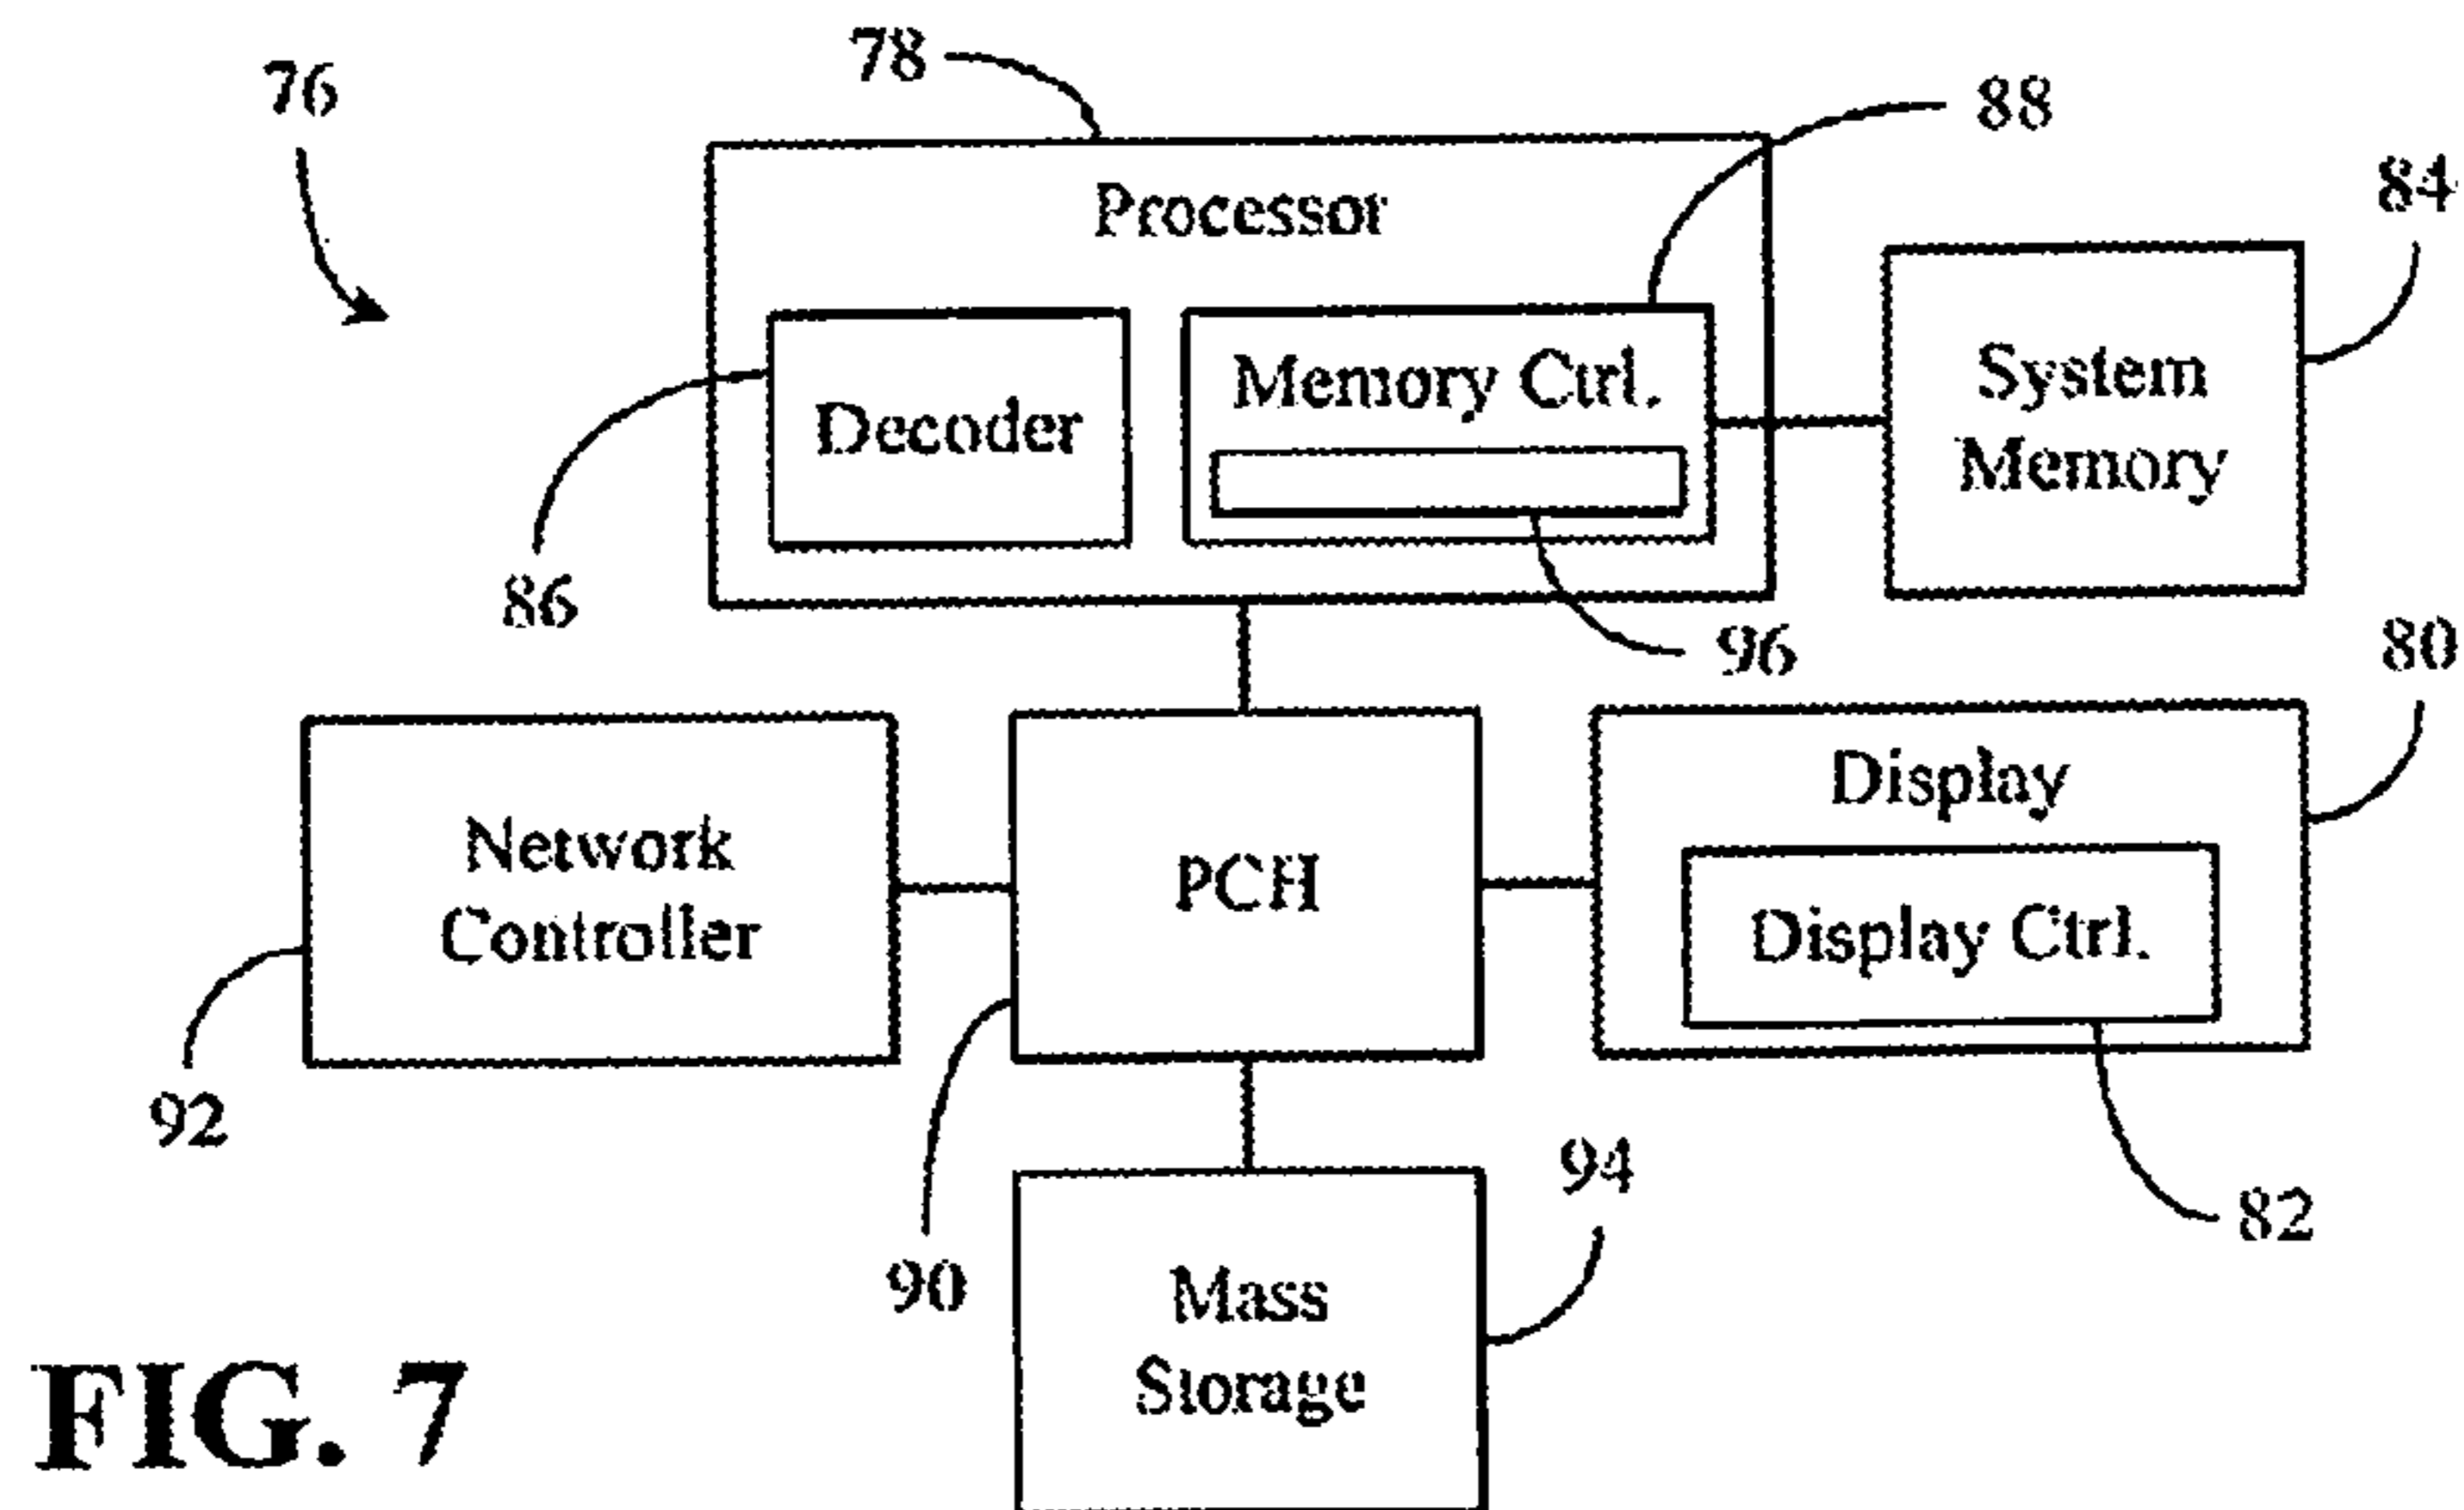 78
76
88
84
Processor
Decoder
Memory Ctrl.
System
Memory
86
96
80
Network
Controller
PCH
Display
Display Ctrl.
92
90
94
82
Mass
Storage
FIG. 7